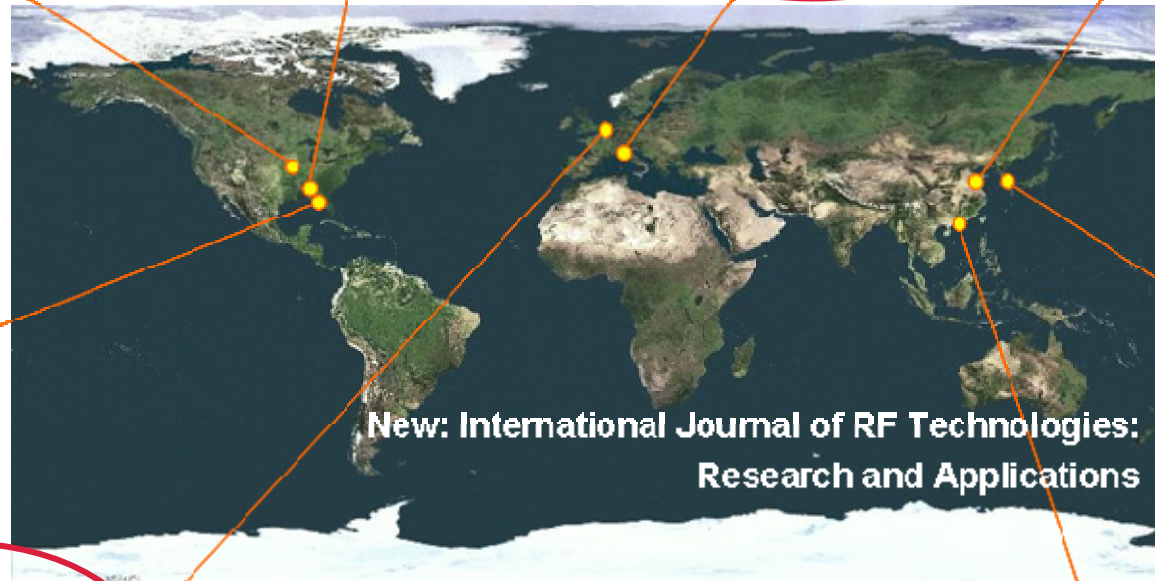 New: International Journal of RF Technologies:
Research and Applications